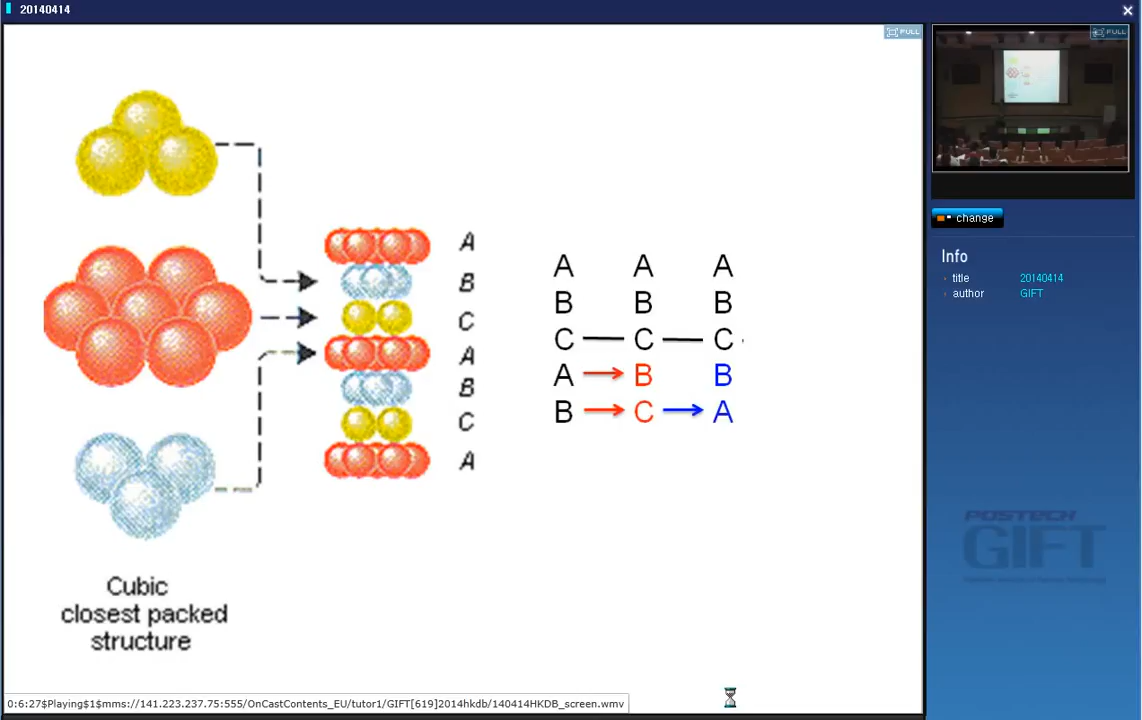 20140414
FULL
FULL
A
B
C
A
B
C
A
A A A
B B B
C C C
A B B
B C A
Cubic
closest packed
structure
change
Info
title 20140414
author GIFT
POSTECH
GIFT
0:6:27$Playing$1$mms://141.223.237.75:555/OnCastContents_EU/tutor1/GIFT[619]2014hkdb/140414HKDB_screen.wmv